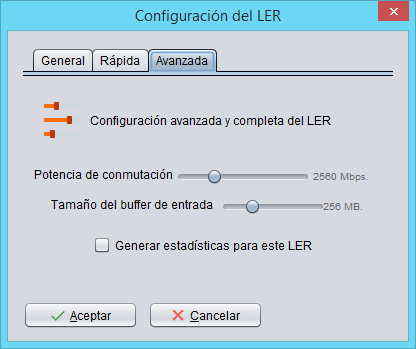 Configuración del LER
General Rápida Avanzada
Configuración avanzada y completa del LER
Potencia de conmutación 2560 Mbps.
Tamaño del buffer de entrada 256 MB.
Generar estadísticas para este LER
Aceptar Cancelar